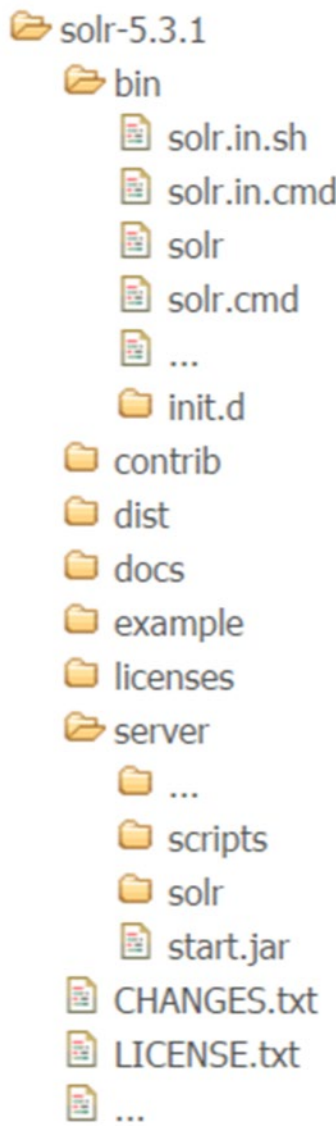 solr-5.3.1
bin
solr.in.sh
solr.in.cmd
solr
solr.cmd
...
init.d
contrib
dist
docs
example
licenses
server
...
scripts
solr
start.jar
CHANGES.txt
LICENSE.txt
...